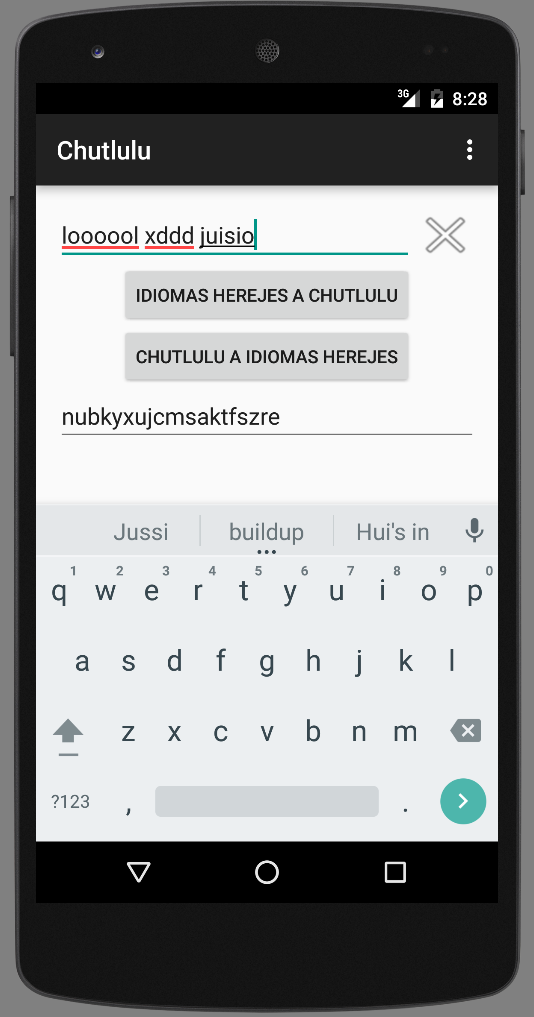 3G 8:28
Chutlulu
loooool xddd juisio
IDIOMAS HEREJES A CHUTLULU
CHUTLULU A IDIOMAS HEREJES
nubkyxujcmsaktfszre
Jussi buildup Hui's in
1 2 3 4 5 6 7 8 9 0
q w e r t y u i o p
a s d f g h j k l
z x c v b n m
?123 , .